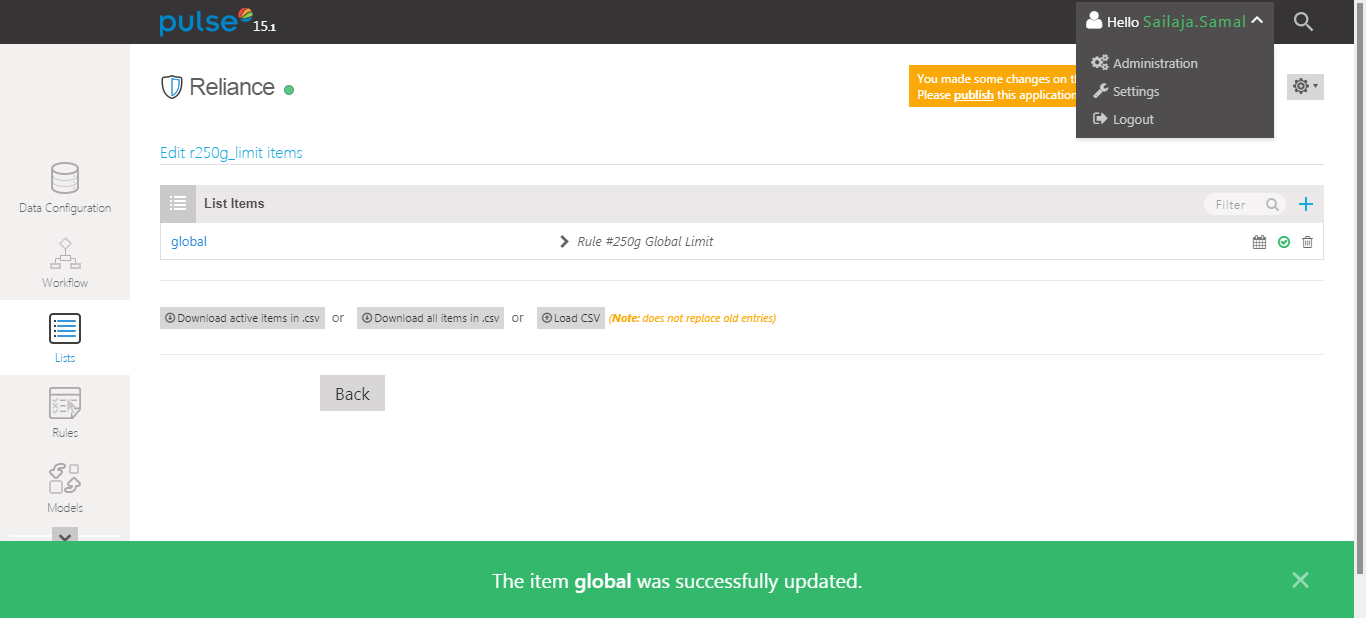 pulse 15.1
Hello Sailaja.Samal
Administration
Settings
Logout
Reliance
You made some changes on
Please publish this application
Edit r250g_limit items
Data Configuration
Workflow
Lists
Rules
Models
List Items
Filter
global
Rule #250g Global Limit
Download active items in .csv or Download all items in .csv or Load CSV (Note: does not replace old entries)
Back
The item global was successfully updated.